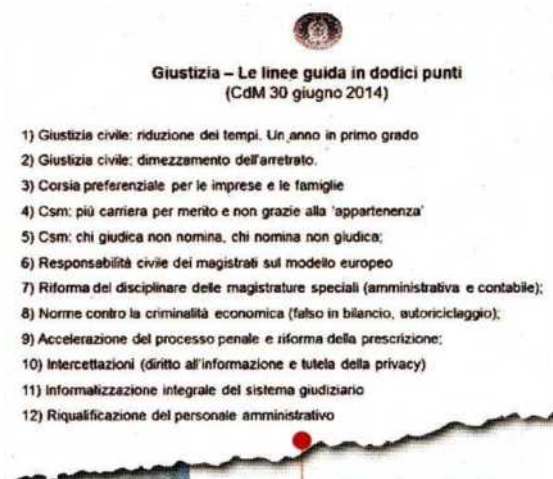 Giustizia – Le linee guida in dodici punti
(CdM 30 giugno 2014)
1) Giustizia civile: riduzione dei tempi. Un anno in primo grado
2) Giustizia civile: dimezzamento dell'arretrato.
3) Corsia preferenziale per le imprese e le famiglie
4) Csm: più carriera per merito e non grazie alla 'appartenenza'
5) Csm: chi giudica non nomina, chi nomina non giudica;
6) Responsabilità civile dei magistrati sul modello europeo
7) Riforma del disciplinare delle magistrature speciali (amministrativa e contabile);
8) Norme contro la criminalità economica (falso in bilancio, autoriciclaggio);
9) Accelerazione del processo penale e riforma della prescrizione;
10) Intercettazioni (diritto all'informazione e tutela della privacy)
11) Informatizzazione integrale del sistema giudiziario
12) Riqualificazione del personale amministrativo